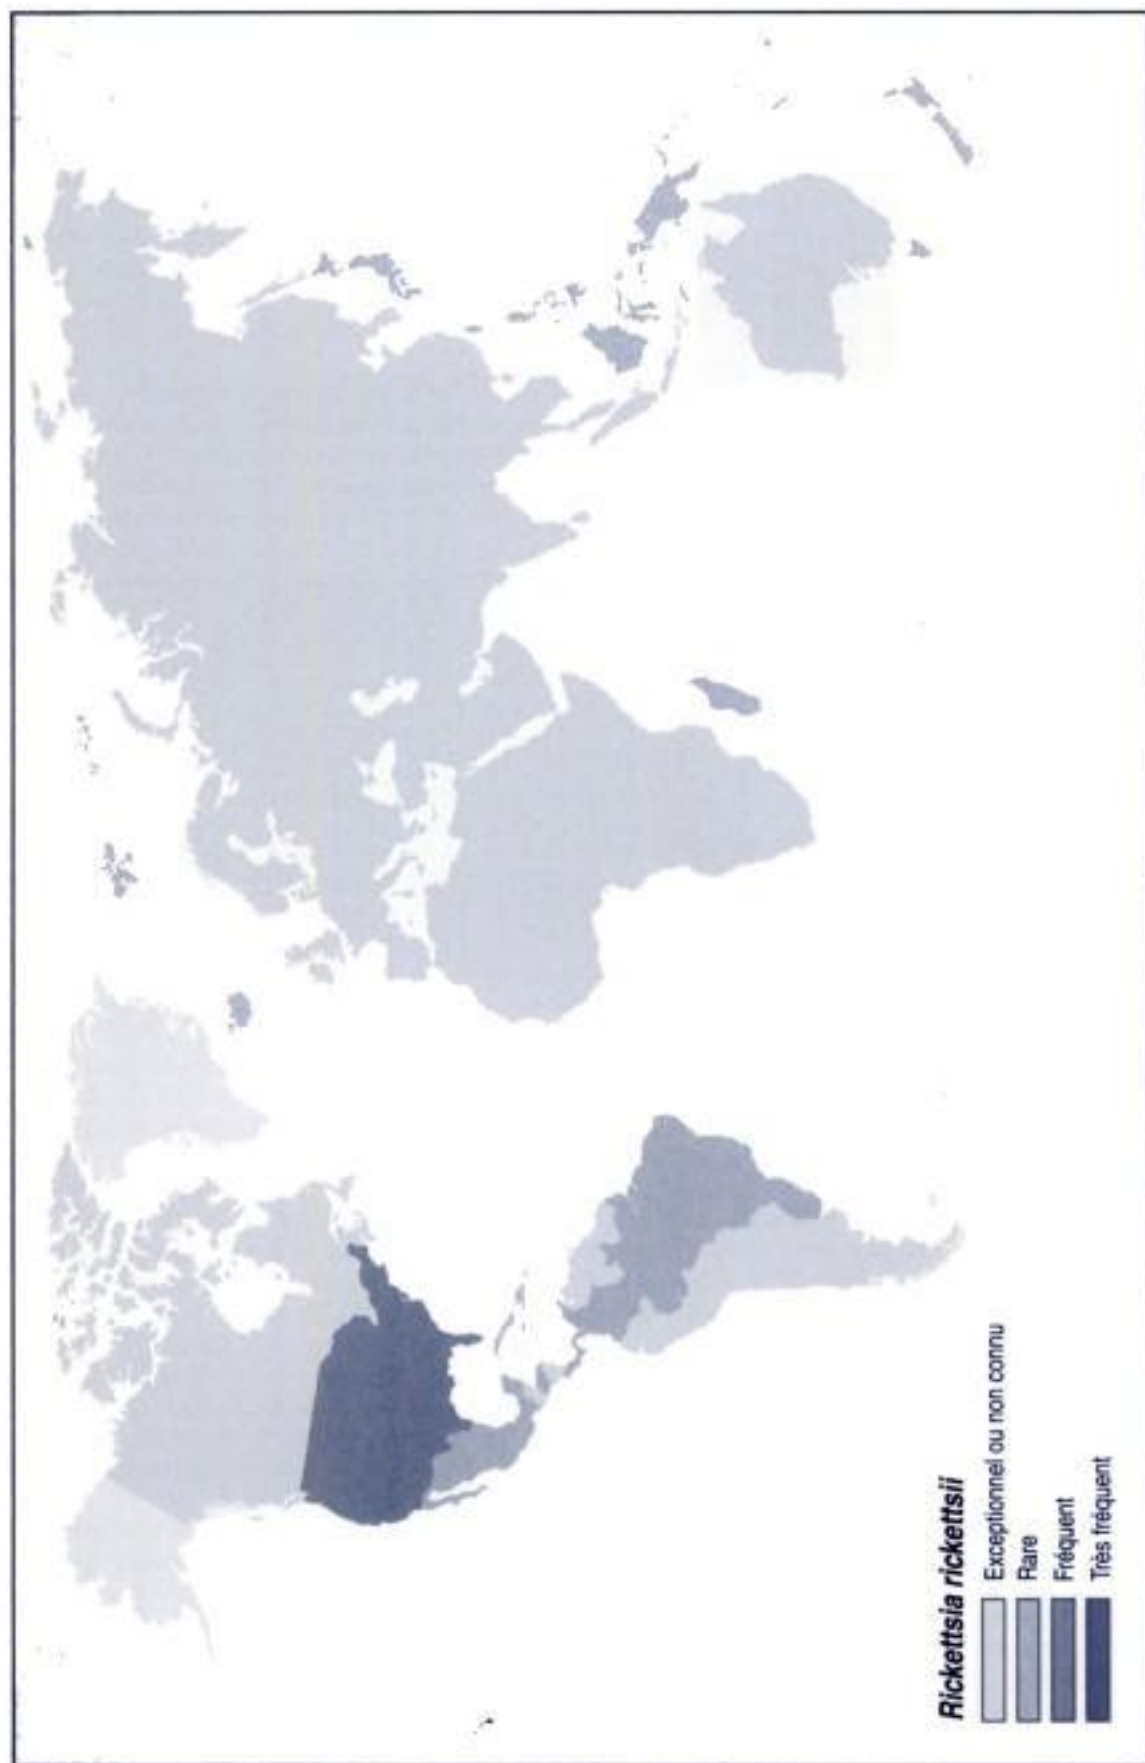 Rickettsia rickettsii
Exceptionnel ou non connu
Rare
Fréquent
Très fréquent